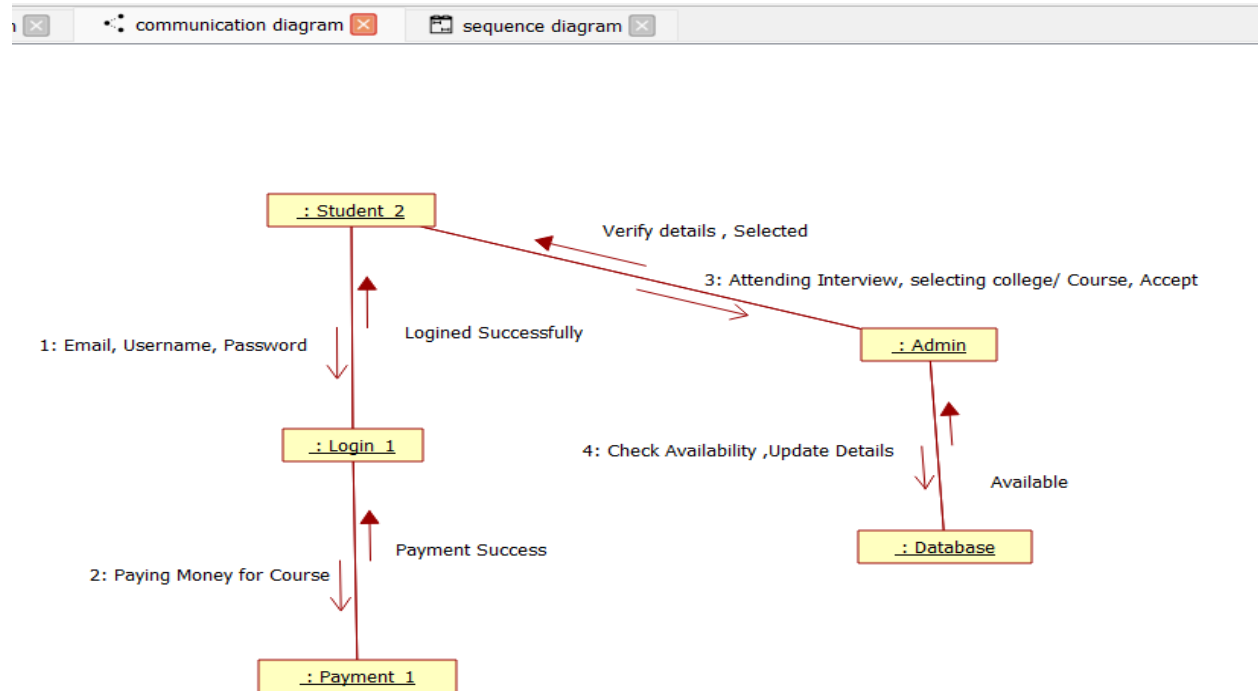 communication diagram
sequence diagram
: Student_2
Verify details , Selected
3: Attending Interview, selecting college/ Course, Accept
Logined Successfully
1: Email, Username, Password
: Admin
: Login_1
4: Check Availability ,Update Details
Available
Payment Success
: Database
2: Paying Money for Course
: Payment_1